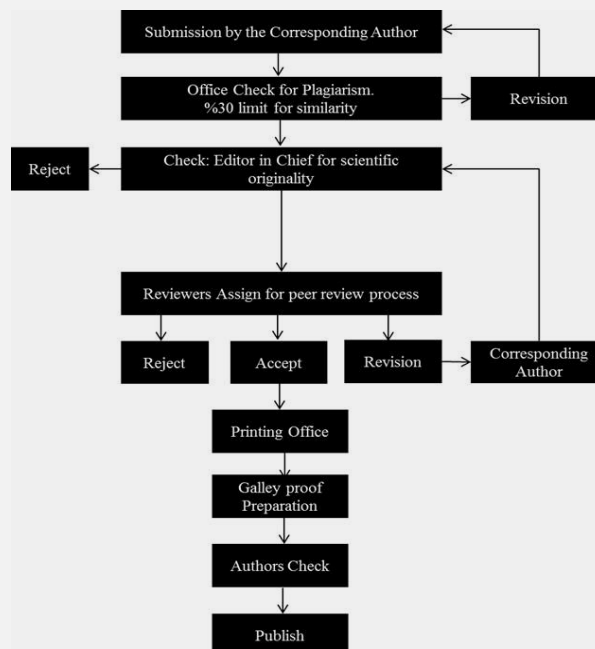 Submission by the Corresponding Author
Office Check for Plagiarism.
%30 limit for similarity
Revision
Reject
Check: Editor in Chief for scientific
originality
Reviewers Assign for peer review process
Reject
Accept
Revision
Corresponding
Author
Printing Office
Galley proof
Preparation
Authors Check
Publish